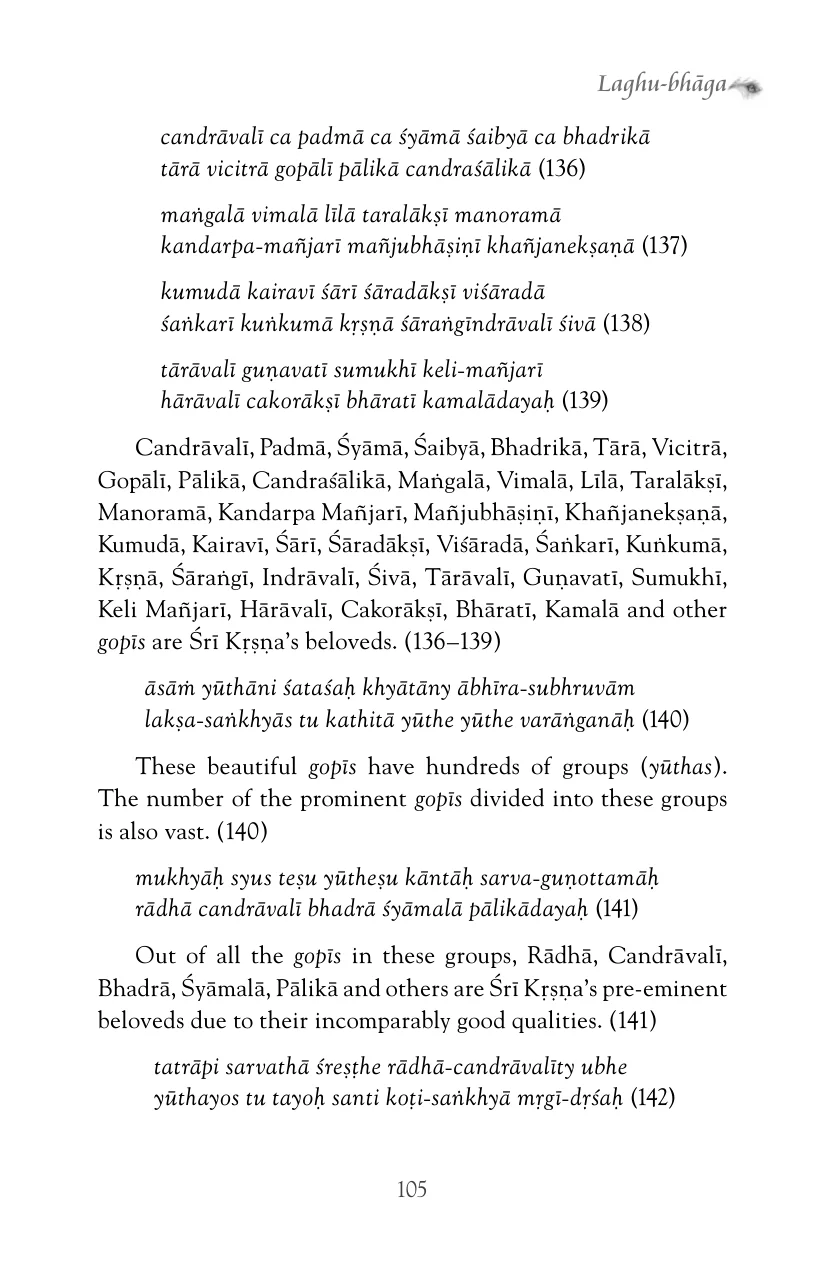 Laghu-bhāga
candrāvalī ca padmā ca śyāmā śaibyā ca bhadrikā
tārā vicitrā gopālī pālikā candraśālikā (136)
maṅgalā vimalā līlā taralākṣī manoramā
kandarpa-mañjarī mañjubhāṣiṇī khañjanekṣaṇā (137)
kumudā kairavī śārī śāradākṣī viśāradā
śaṅkarī kuṅkumā kṛṣṇā śāraṅgīndrāvalī śivā (138)
tārāvalī guṇavatī sumukhī keli-mañjarī
hārāvalī cakorākṣī bhāratī kamalādayaḥ (139)
Candrāvalī, Padmā, Śyāmā, Śaibyā, Bhadrikā, Tārā, Vicitrā,
Gopālī, Pālikā, Candraśālikā, Maṅgalā, Vimalā, Līlā, Taralākṣī,
Manoramā, Kandarpa Mañjarī, Mañjubhāṣiṇī, Khañjanekṣaṇā,
Kumudā, Kairavī, Śārī, Śāradākṣī, Viśāradā, Śaṅkarī, Kuṅkumā,
Kṛṣṇā, Śāraṅgī, Indrāvalī, Śivā, Tārāvalī, Guṇavatī, Sumukhī,
Keli Mañjarī, Hārāvalī, Cakorākṣī, Bhāratī, Kamalā and other
gopīs are Śrī Kṛṣṇa’s beloveds. (136–139)
āsāṁ yūthāni śataśaḥ khyātāny ābhīra-subhruvām
lakṣa-saṅkhyās tu kathitā yūthe yūthe varāṅganāḥ (140)
These beautiful gopīs have hundreds of groups (yūthas).
The number of the prominent gopīs divided into these groups
is also vast. (140)
mukhyāḥ syus teṣu yūtheṣu kāntāḥ sarva-guṇottamāḥ
rādhā candrāvalī bhadrā śyāmalā pālikādayaḥ (141)
Out of all the gopīs in these groups, Rādhā, Candrāvalī,
Bhadrā, Śyāmalā, Pālikā and others are Śrī Kṛṣṇa’s pre-eminent
beloveds due to their incomparably good qualities. (141)
tatrāpi sarvathā śreṣṭhe rādhā-candrāvalīty ubhe
yūthayos tu tayoḥ santi koṭi-saṅkhyā mṛgī-dṛśaḥ (142)
105